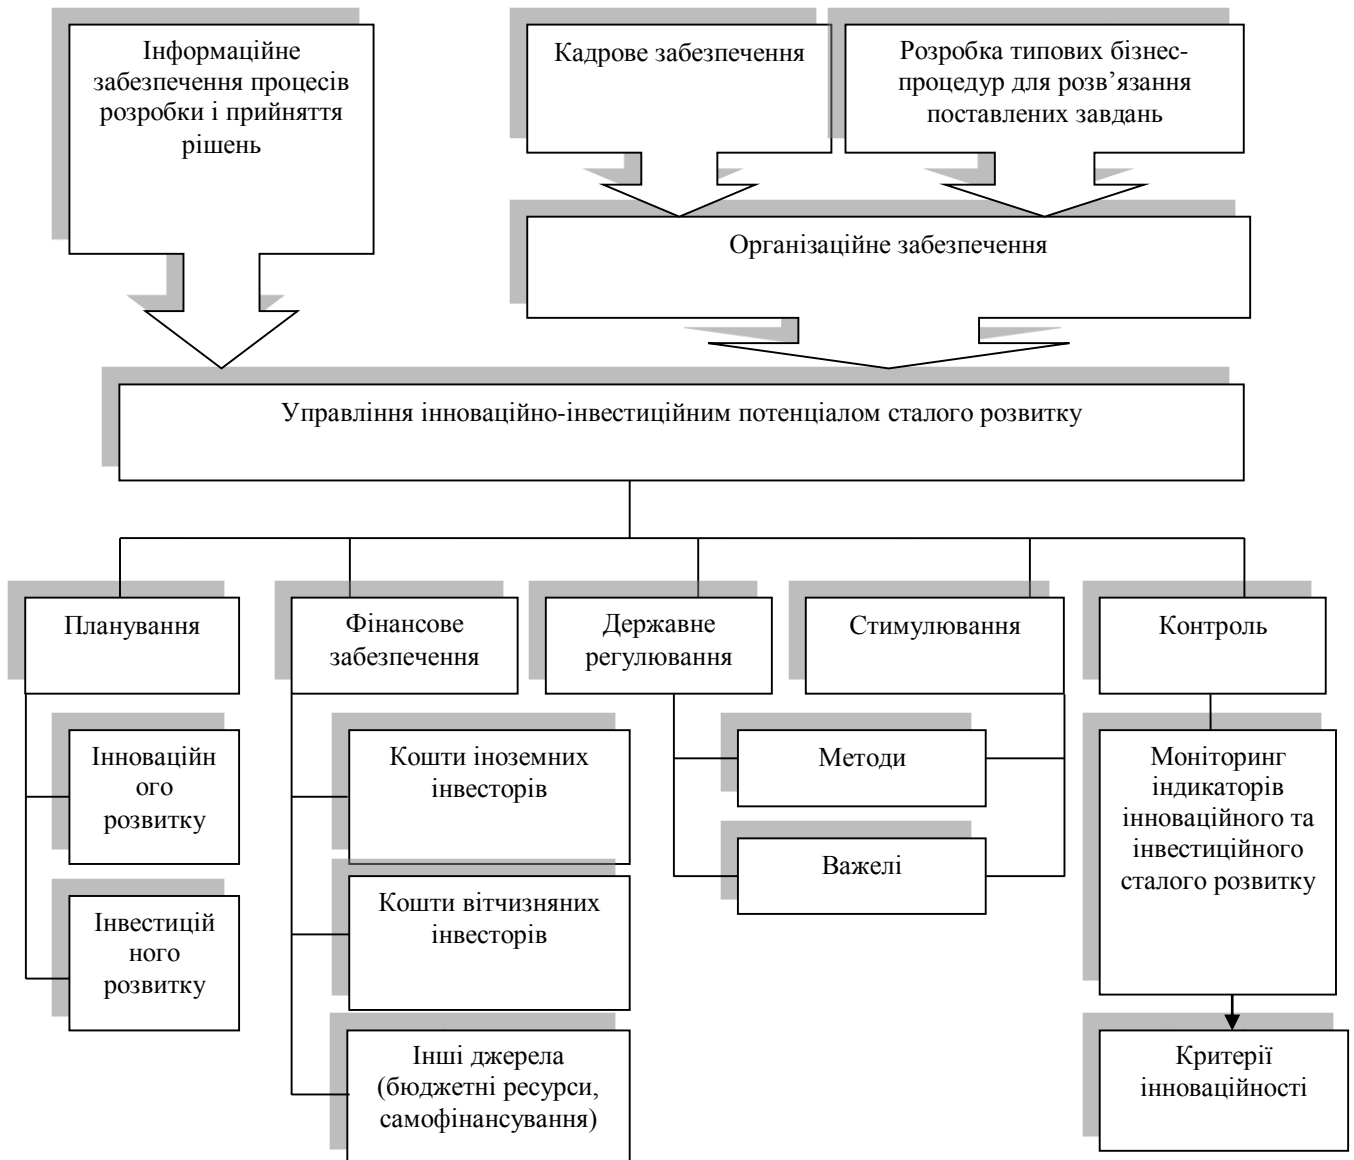 Інформаційне
забезпечення процесів
розробки і прийняття
рішень
Кадрове забезпечення
Розробка типових бізнес-
процедур для розв’язання
поставлених завдань
Організаційне забезпечення
Управління інноваційно-інвестиційним потенціалом сталого розвитку
Планування
Інноваційн
ого
розвитку
Інвестицій
ного
розвитку
Фінансове
забезпечення
Кошти іноземних
інвесторів
Кошти вітчизняних
інвесторів
Інші джерела
(бюджетні ресурси,
самофінансування)
Державне
регулювання
Стимулювання
Методи
Важелі
Контроль
Моніторинг
індикаторів
інноваційного та
інвестиційного
сталого розвитку
Критерії
інноваційності